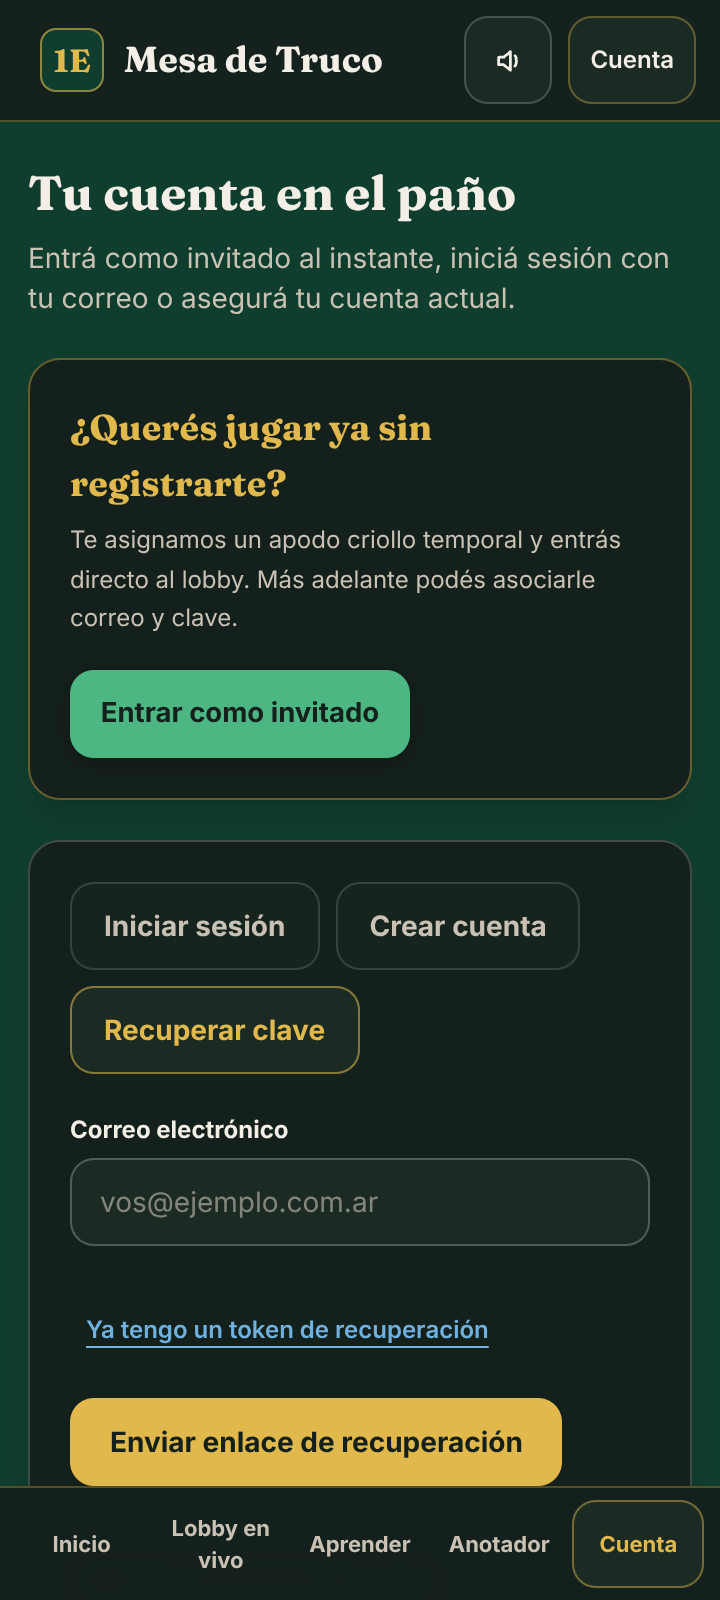 1E
Mesa de Truco
Cuenta
Tu cuenta en el paño
Entrá como invitado al instante, iniciá sesión con
tu correo o asegurá tu cuenta actual.
¿Querés jugar ya sin
registrarte?
Te asignamos un apodo criollo temporal y entrás
directo al lobby. Más adelante podés asociarle
correo y clave.
Entrar como invitado
Iniciar sesión
Crear cuenta
Recuperar clave
Correo electrónico
vos@ejemplo.com.ar
Ya tengo un token de recuperación
Enviar enlace de recuperación
Inicio
Lobby en
vivo
Aprender
Anotador
Cuenta